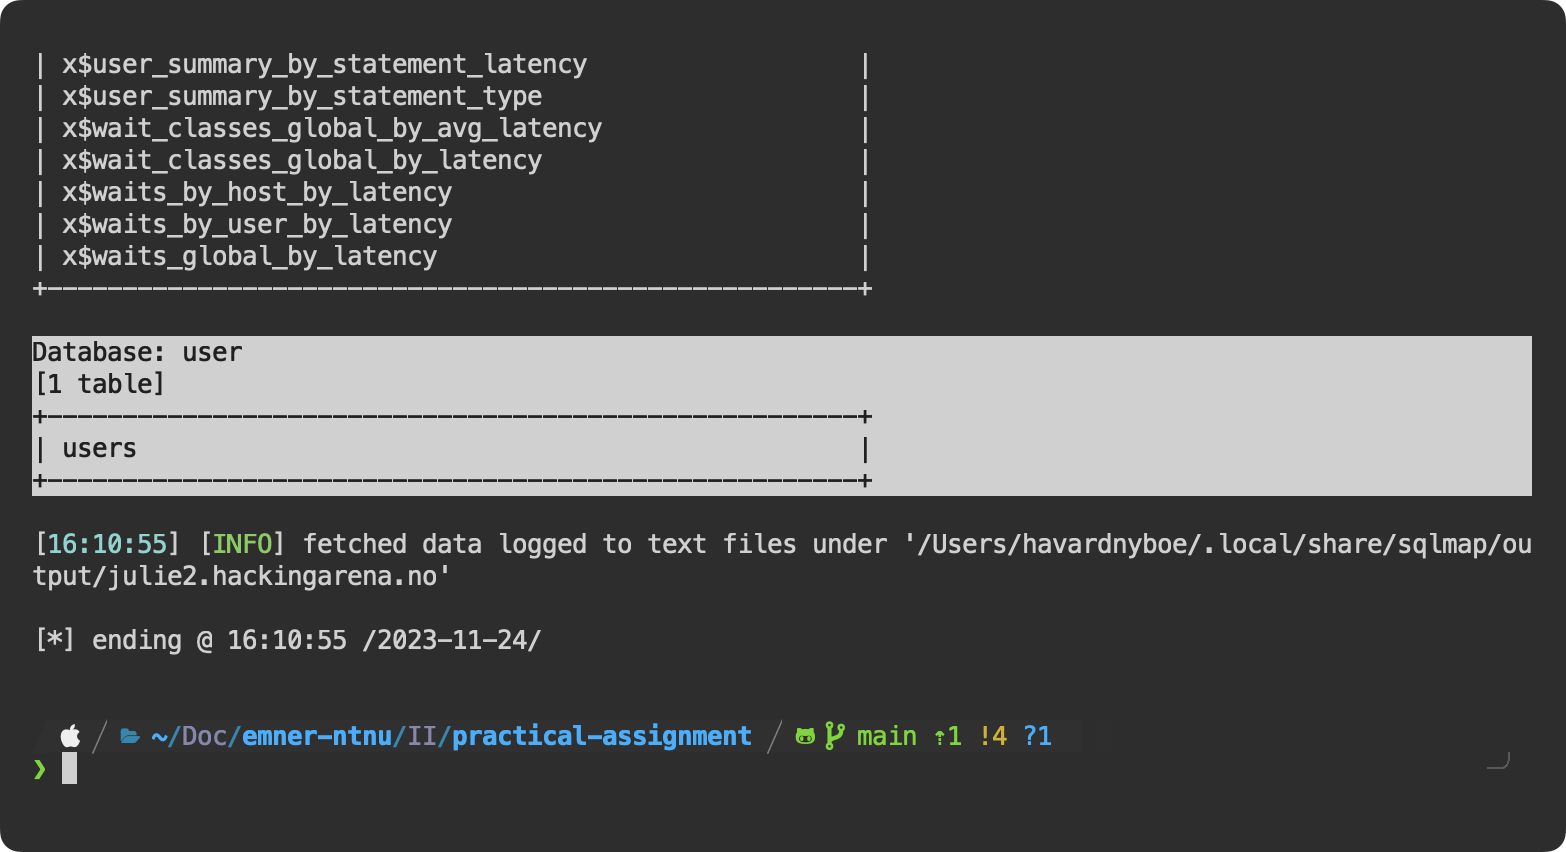 | x$user_summary_by_statement_latency                  |
| x$user_summary_by_statement_type                     |
| x$wait_classes_global_by_avg_latency                 |
| x$wait_classes_global_by_latency                     |
| x$waits_by_host_by_latency                           |
| x$waits_by_user_by_latency                           |
| x$waits_global_by_latency                            |
+------------------------------------------------------+
Database: user
[1 table]
+------------------------------------------------------+
| users                                                |
+------------------------------------------------------+
[16:10:55] [INFO] fetched data logged to text files under '/Users/havardnyboe/.local/share/sqlmap/ou
tput/julie2.hackingarena.no'
[*] ending @ 16:10:55 /2023-11-24/
~/Doc/emner-ntnu/II/practical-assignment / main ⇡1 !4 ?1
❯